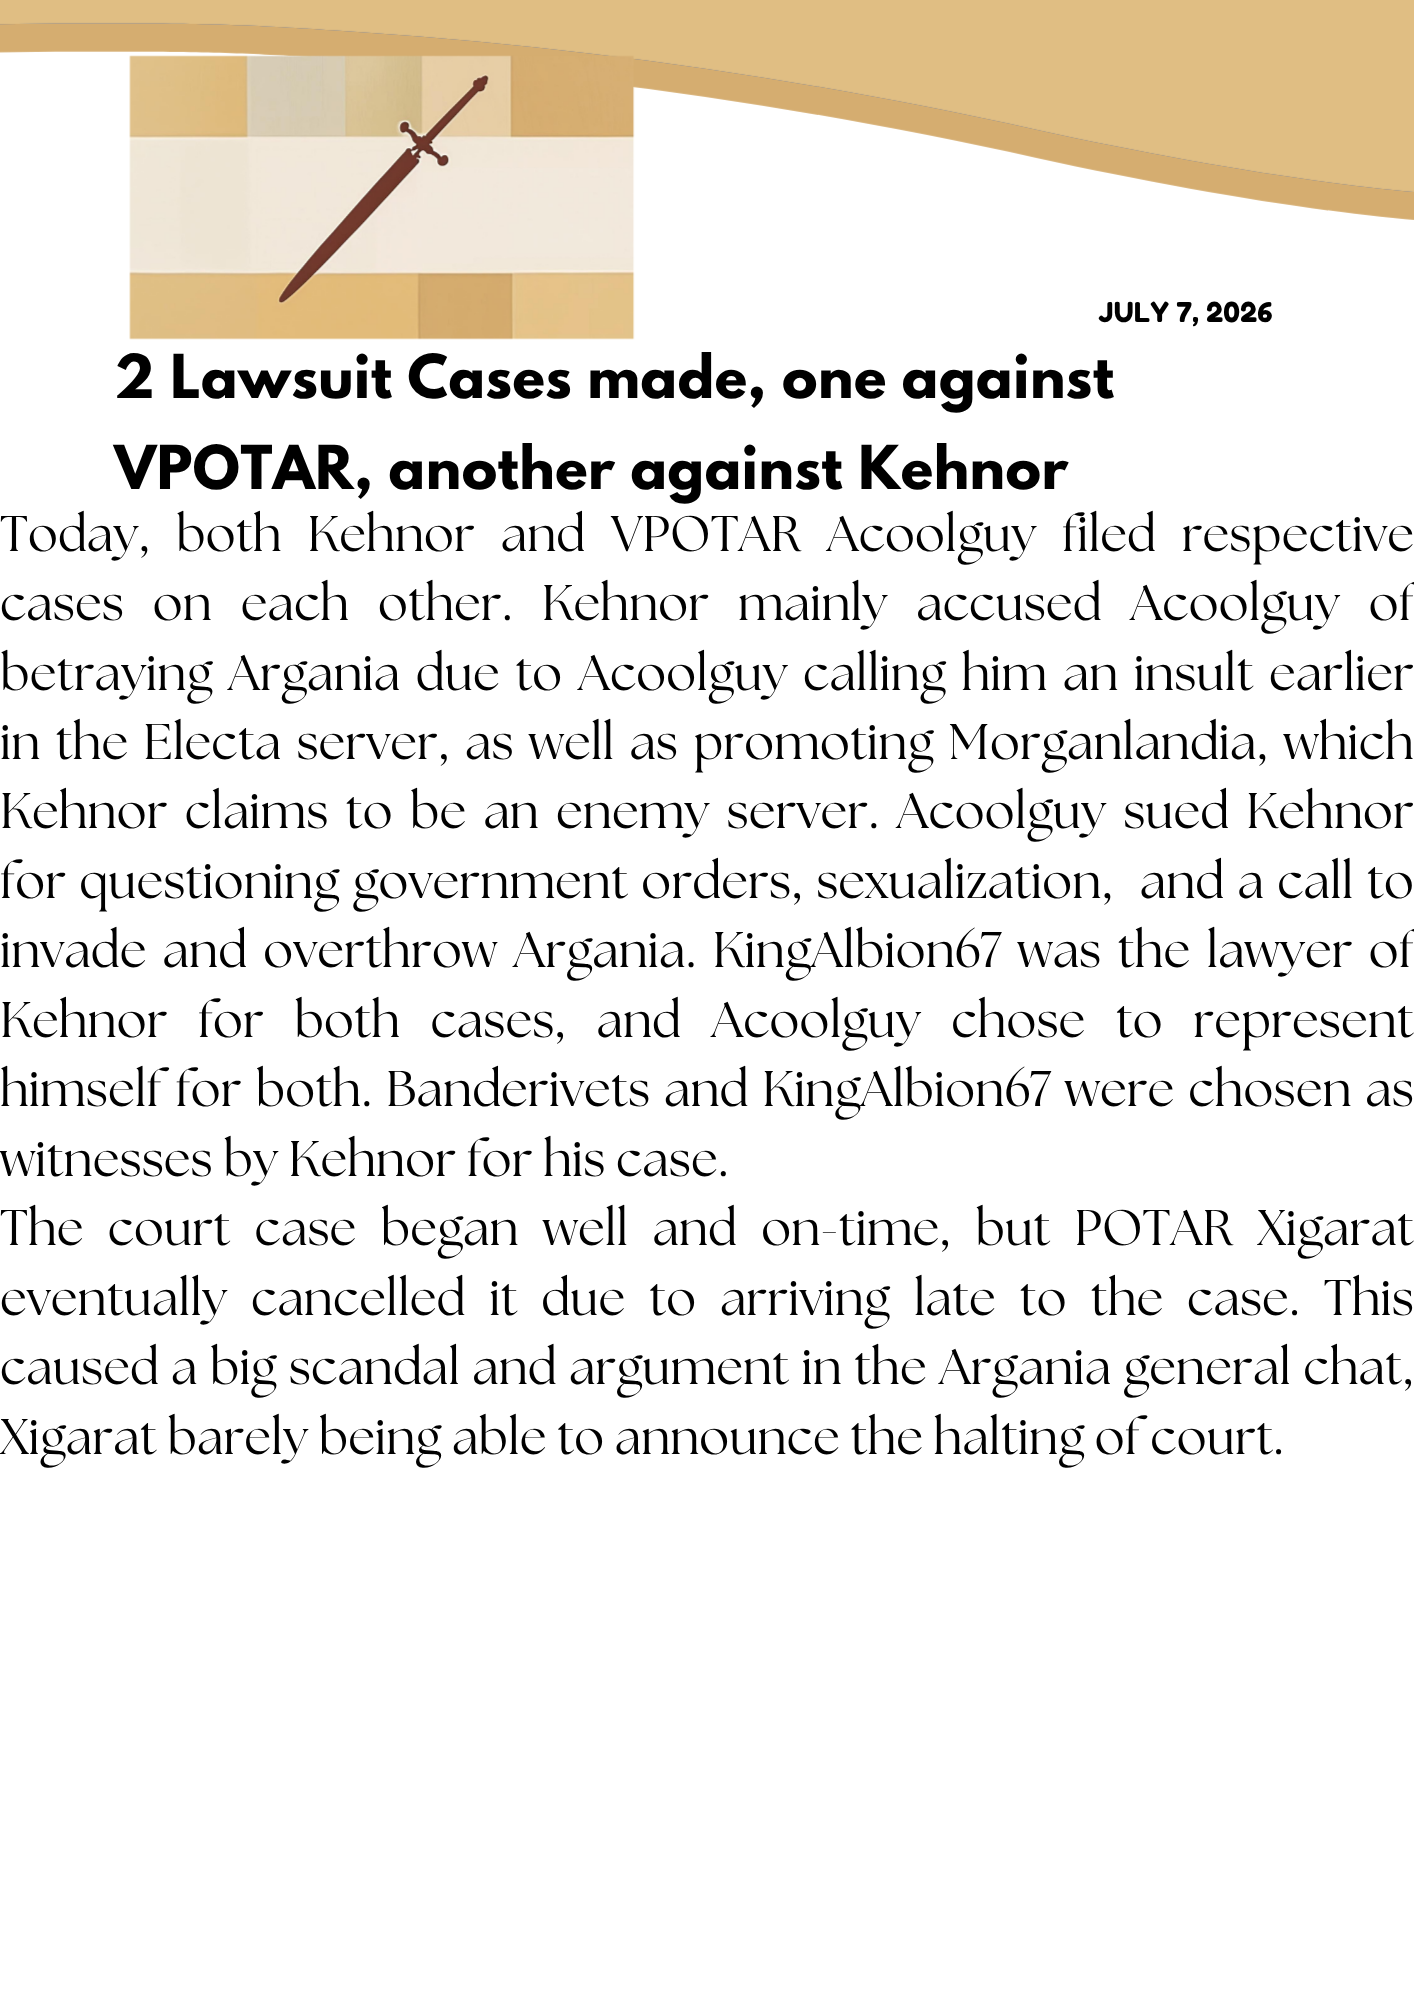 JULY 7, 2026
2 Lawsuit Cases made, one against
VPOTAR, another against Kehnor
Today, both Kehnor and VPOTAR Acoolguy filed respective
cases on each other. Kehnor mainly accused Acoolguy of
betraying Argania due to Acoolguy calling him an insult earlier
in the Electa server, as well as promoting Morganlandia, which
Kehnor claims to be an enemy server. Acoolguy sued Kehnor
for questioning government orders, sexualization,  and a call to
invade and overthrow Argania. KingAlbion67 was the lawyer of
Kehnor for both cases, and Acoolguy chose to represent
himself for both. Banderivets and KingAlbion67 were chosen as
witnesses by Kehnor for his case.
The court case began well and on-time, but POTAR Xigarat
eventually cancelled it due to arriving late to the case. This
caused a big scandal and argument in the Argania general chat,
Xigarat barely being able to announce the halting of court.